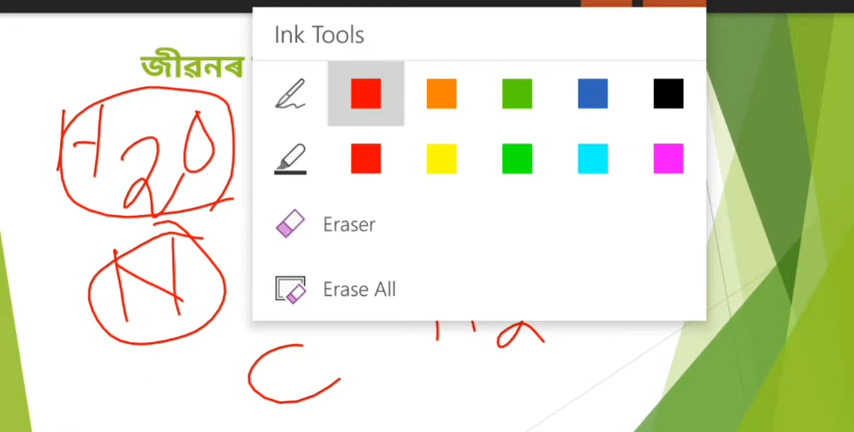 জীৱনৰ
Ink Tools
H2O
Eraser
N
Erase All
C